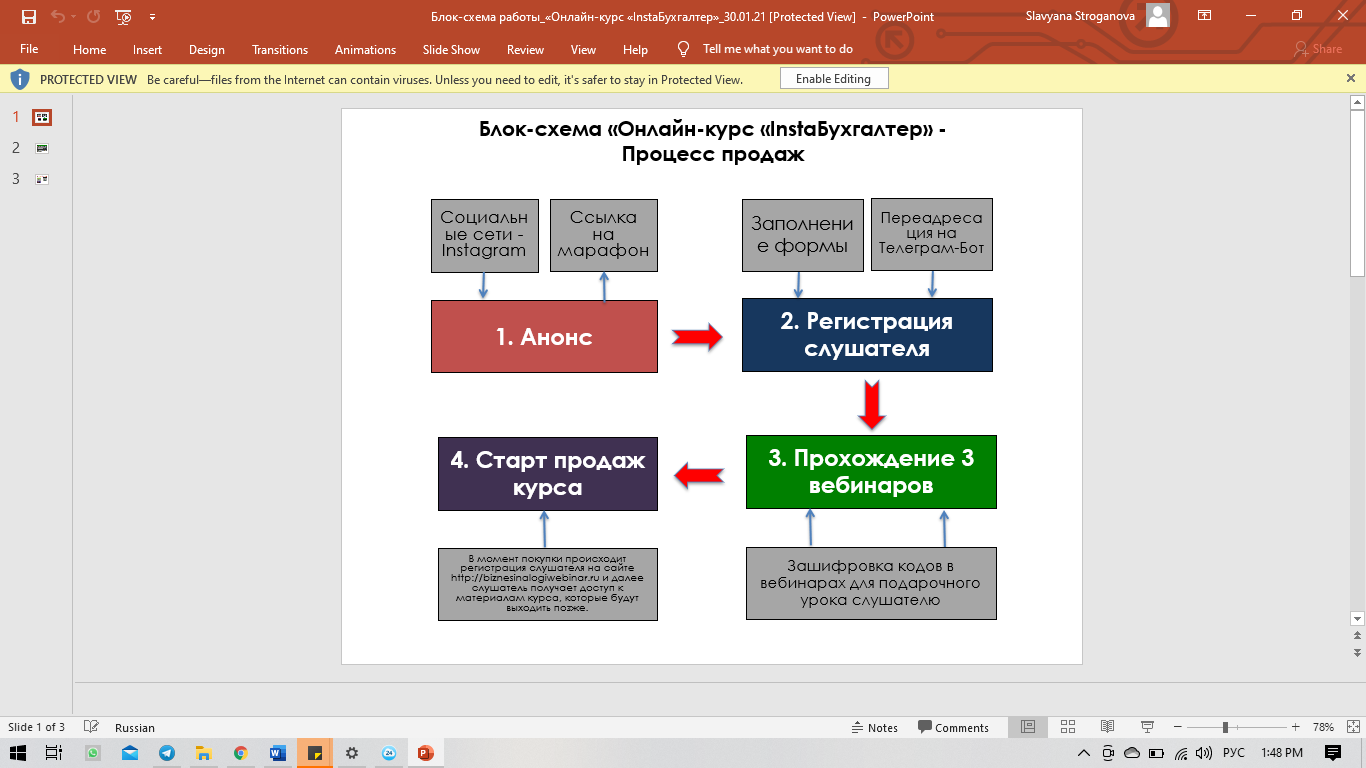 Блок-схема работы_«Онлайн-курс «InstaБухгалтер»_30.01.21 [Protected View] - PowerPoint
Slavyana Stroganova
File
Home
Insert
Design
Transitions
Animations
Slide Show
Review
View
Help
Tell me what you want to do
Share
PROTECTED VIEW
Be careful—files from the Internet can contain viruses. Unless you need to edit, it's safer to stay in Protected View.
Enable Editing
1
2
3
Блок-схема «Онлайн-курс «InstaБухгалтер» -
Процесс продаж
Социальн
ые сети -
Instagram
Ссылка
на
марафон
Заполнени
е формы
Переадреса
ция на
Телеграм-Бот
1. Анонс
2. Регистрация
слушателя
4. Старт продаж
курса
3. Прохождение 3
вебинаров
В момент покупки происходит
регистрация слушателя на сайте
http://biznesinalogiwebinar.ru и далее
слушатель получает доступ к
материалам курса, которые будут
выходить позже.
Зашифровка кодов в
вебинарах для подарочного
урока слушателю
Slide 1 of 3
Russian
Notes
Comments
78%
24
РУС
1:48 PM